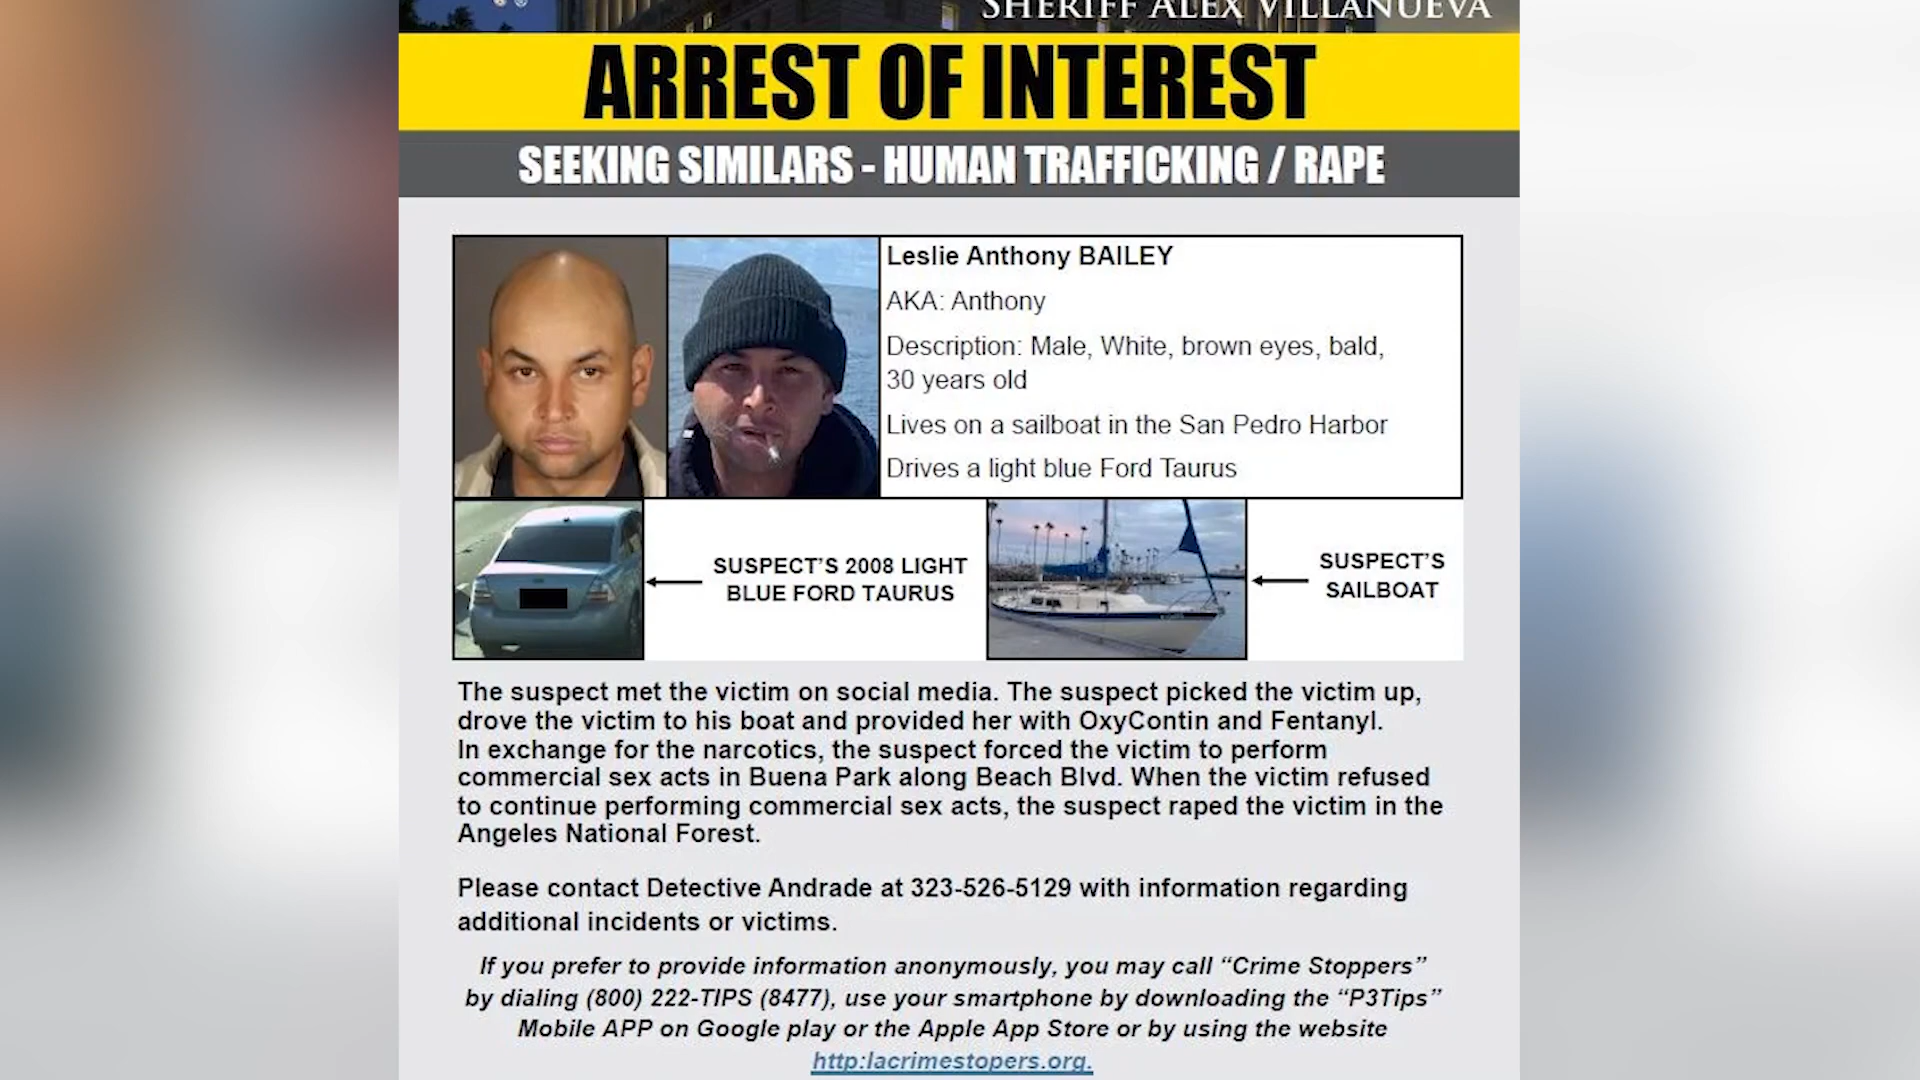 SHERIFF ALEX VILLANUEVA
ARREST OF INTEREST
SEEKING SIMILARS - HUMAN TRAFFICKING / RAPE
Leslie Anthony BAILEY
AKA: Anthony
Description: Male, White, brown eyes, bald,
30 years old
Lives on a sailboat in the San Pedro Harbor
Drives a light blue Ford Taurus
SUSPECT'S 2008 LIGHT
BLUE FORD TAURUS
SUSPECT'S
SAILBOAT
The suspect met the victim on social media. The suspect picked the victim up,
drove the victim to his boat and provided her with OxyContin and Fentanyl.
In exchange for the narcotics, the suspect forced the victim to perform
commercial sex acts in Buena Park along Beach Blvd. When the victim refused
to continue performing commercial sex acts, the suspect raped the victim in the
Angeles National Forest.
Please contact Detective Andrade at 323-526-5129 with information regarding
additional incidents or victims.
If you prefer to provide information anonymously, you may call “Crime Stoppers”
by dialing (800) 222-TIPS (8477), use your smartphone by downloading the “P3Tips”
Mobile APP on Google play or the Apple App Store or by using the website
http:lacrimestopers.org.